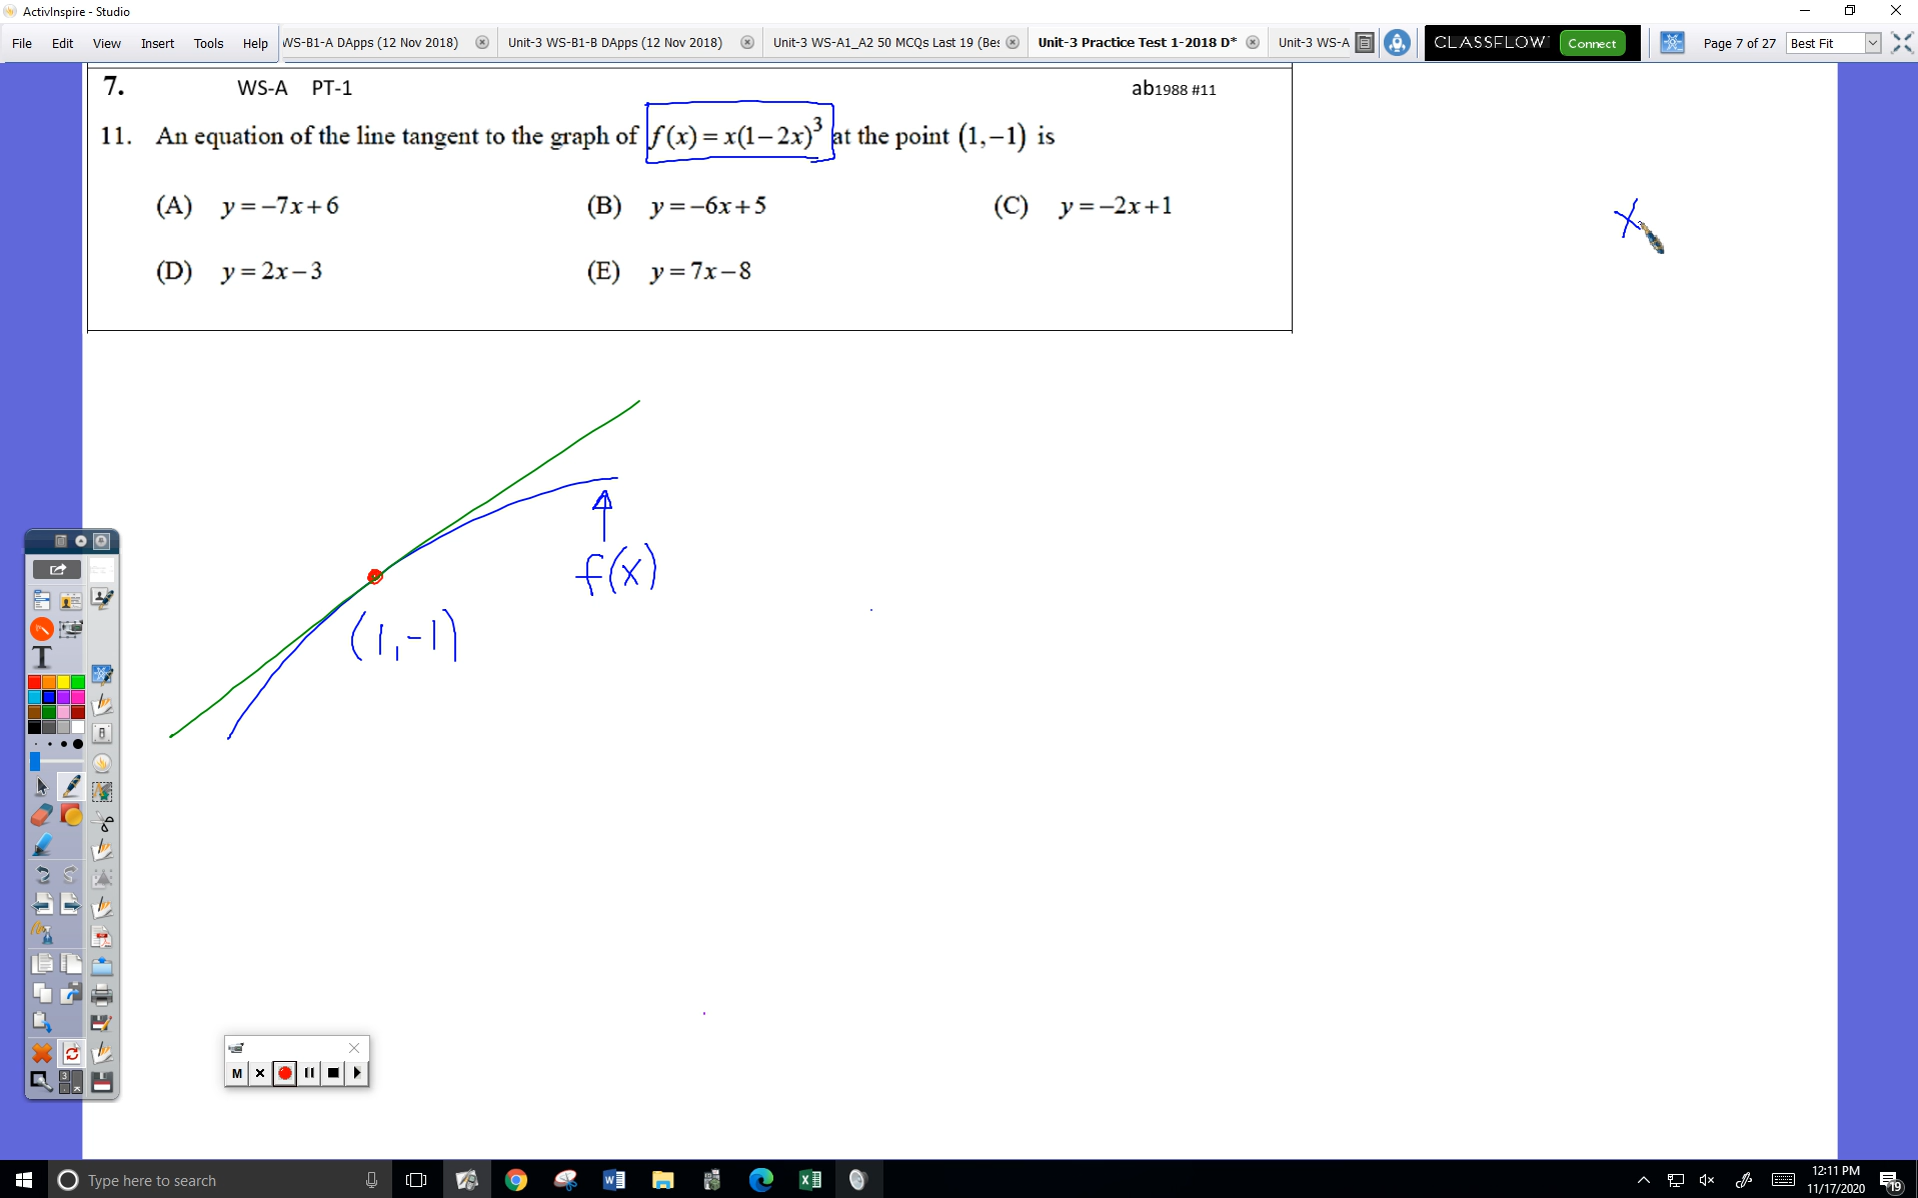 ActivInspire - Studio
File Edit View Insert Tools Help
WS-B1-A DApps (12 Nov 2018) Unit-3 WS-B1-B DApps (12 Nov 2018) Unit-3 WS-A1_A2 50 MCQs Last 19 (Bes Unit-3 Practice Test 1-2018 D* Unit-3 WS-A CLASSFLOW Connect Page 7 of 27 Best Fit
7. WS-A PT-1 ab1988 #11
11. An equation of the line tangent to the graph of f(x)=x(1−2x)³ at the point (1,−1) is
(A) y=−7x+6 (B) y=−6x+5 (C) y=−2x+1
(D) y=2x−3 (E) y=7x−8
x
f(x)
(1,-1)
T
M
3
Type here to search
12:11 PM
11/17/2020
19